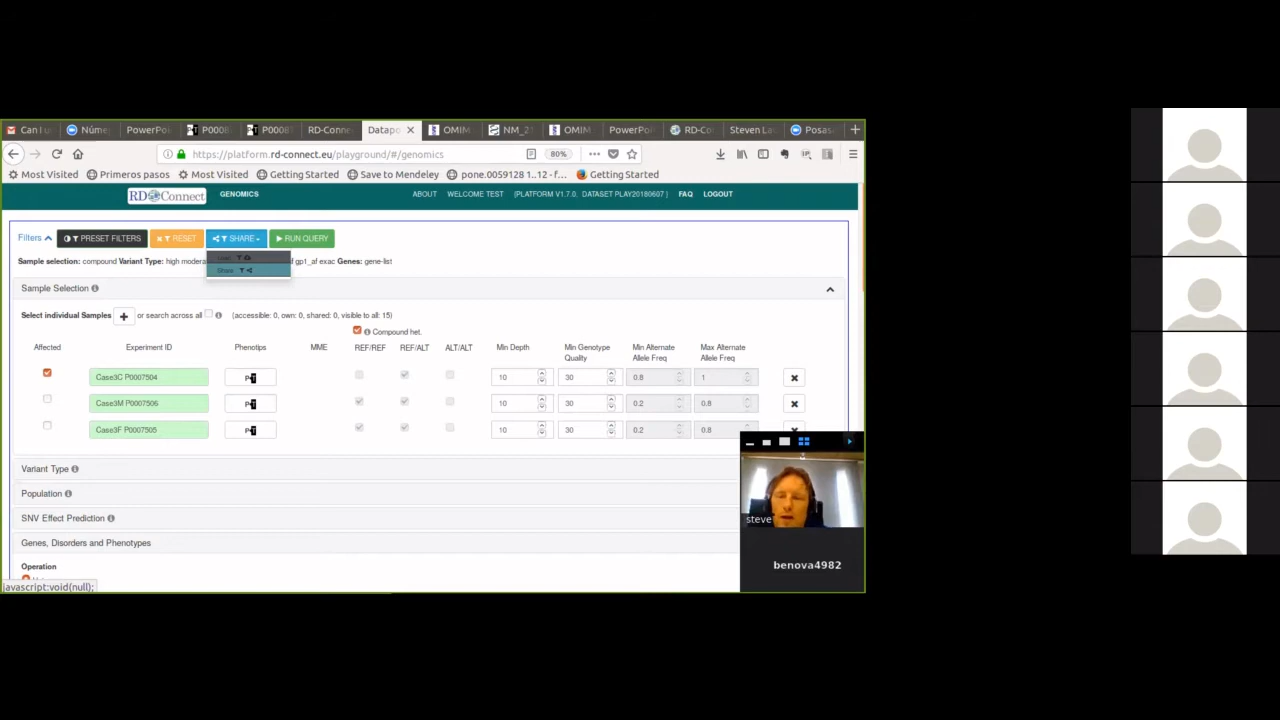 Can I u Núme PowerPoi P0008 P0008 RD-Conne Datapo OMIM NM_2 OMIM PowerPo RD-Co Steven La Posas
https://platform.rd-connect.eu/playground/#/genomics 80%
Most Visited Primeros pasos Most Visited Getting Started Save to Mendeley pone.0059128 1..12 - f... Getting Started
RD Connect GENOMICS ABOUT WELCOME TEST (PLATFORM V1.7.0. DATASET PLAY20180607 ) FAQ LOGOUT
Filters PRESET FILTERS RESET SHARE RUN QUERY
Sample selection: compound Variant Type: high modera gp1_af exac Genes: gene-list
Share
Sample Selection
Select individual Samples + or search across all (accessible: 0, own: 0, shared: 0, visible to all: 15)
Compound het.
Affected Experiment ID Phenotips MME REF/REF REF/ALT ALT/ALT Min Depth Min Genotype Quality Min Alternate Allele Freq Max Alternate Allele Freq
Case3C P0007504 10 30 0.8 1
Case3M P0007506 10 30 0.2 0.8
Case3F P0007505 10 30 0.2 0.8
Variant Type
Population
SNV Effect Prediction
Genes, Disorders and Phenotypes
Operation
javascript:void(null);
steve
benova4982